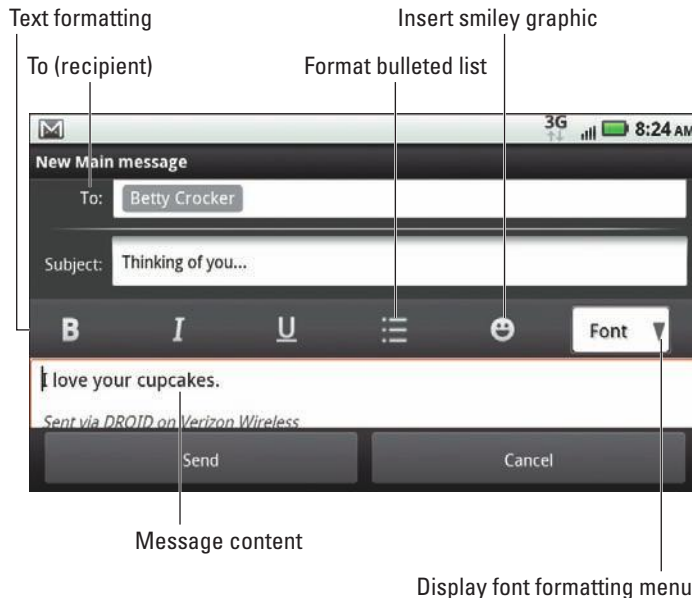 Text formatting
Insert smiley graphic
To (recipient)
Format bulleted list
3G 8:24 AM
New Main message
To: Betty Crocker
Subject: Thinking of you...
B I U Font
I love your cupcakes.
Sent via DROID on Verizon Wireless
Send Cancel
Message content
Display font formatting menu